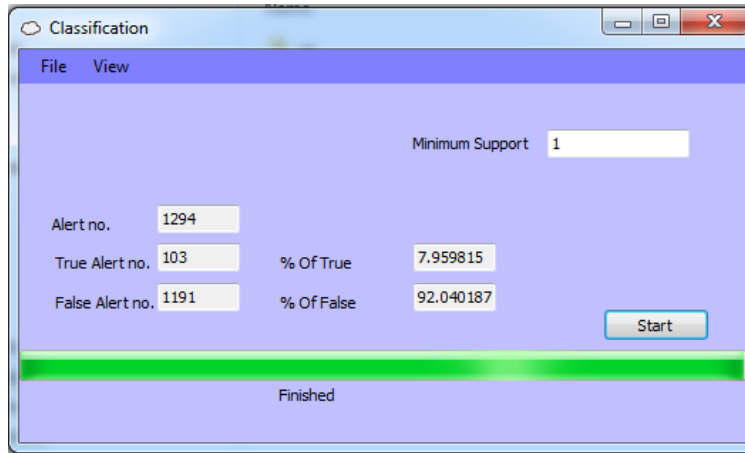 Classification
File View
Minimum Support 1
Alert no. 1294
True Alert no. 103 % Of True 7.959815
False Alert no. 1191 % Of False 92.040187
Start
Finished